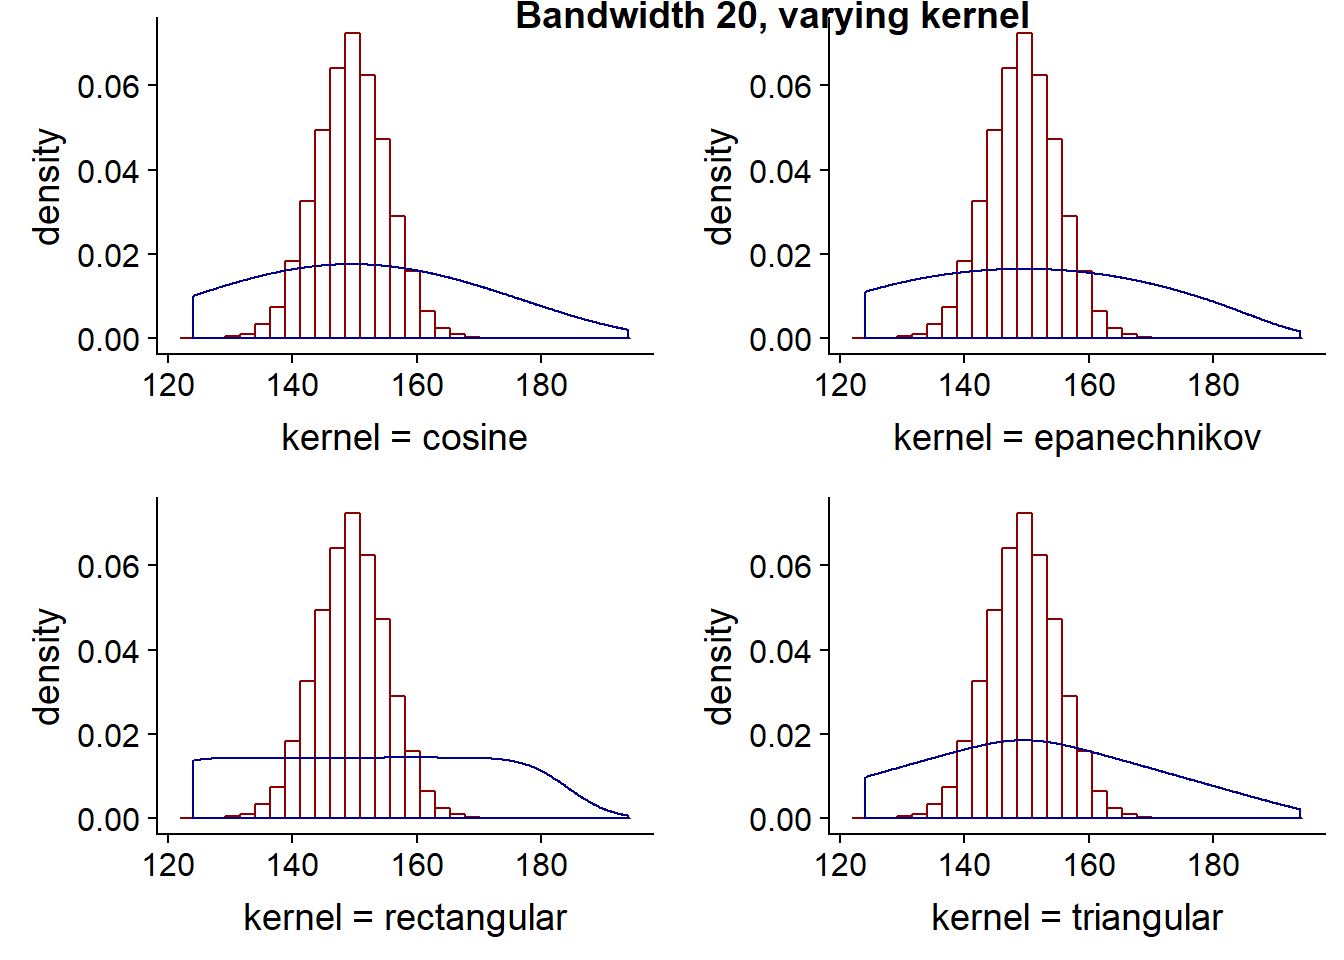 Bandwidth 20, varying kernel
density
0.06
0.04
0.02
0.00
120 140 160 180
kernel = cosine
density
0.06
0.04
0.02
0.00
120 140 160 180
kernel = epanechnikov
density
0.06
0.04
0.02
0.00
120 140 160 180
kernel = rectangular
density
0.06
0.04
0.02
0.00
120 140 160 180
kernel = triangular